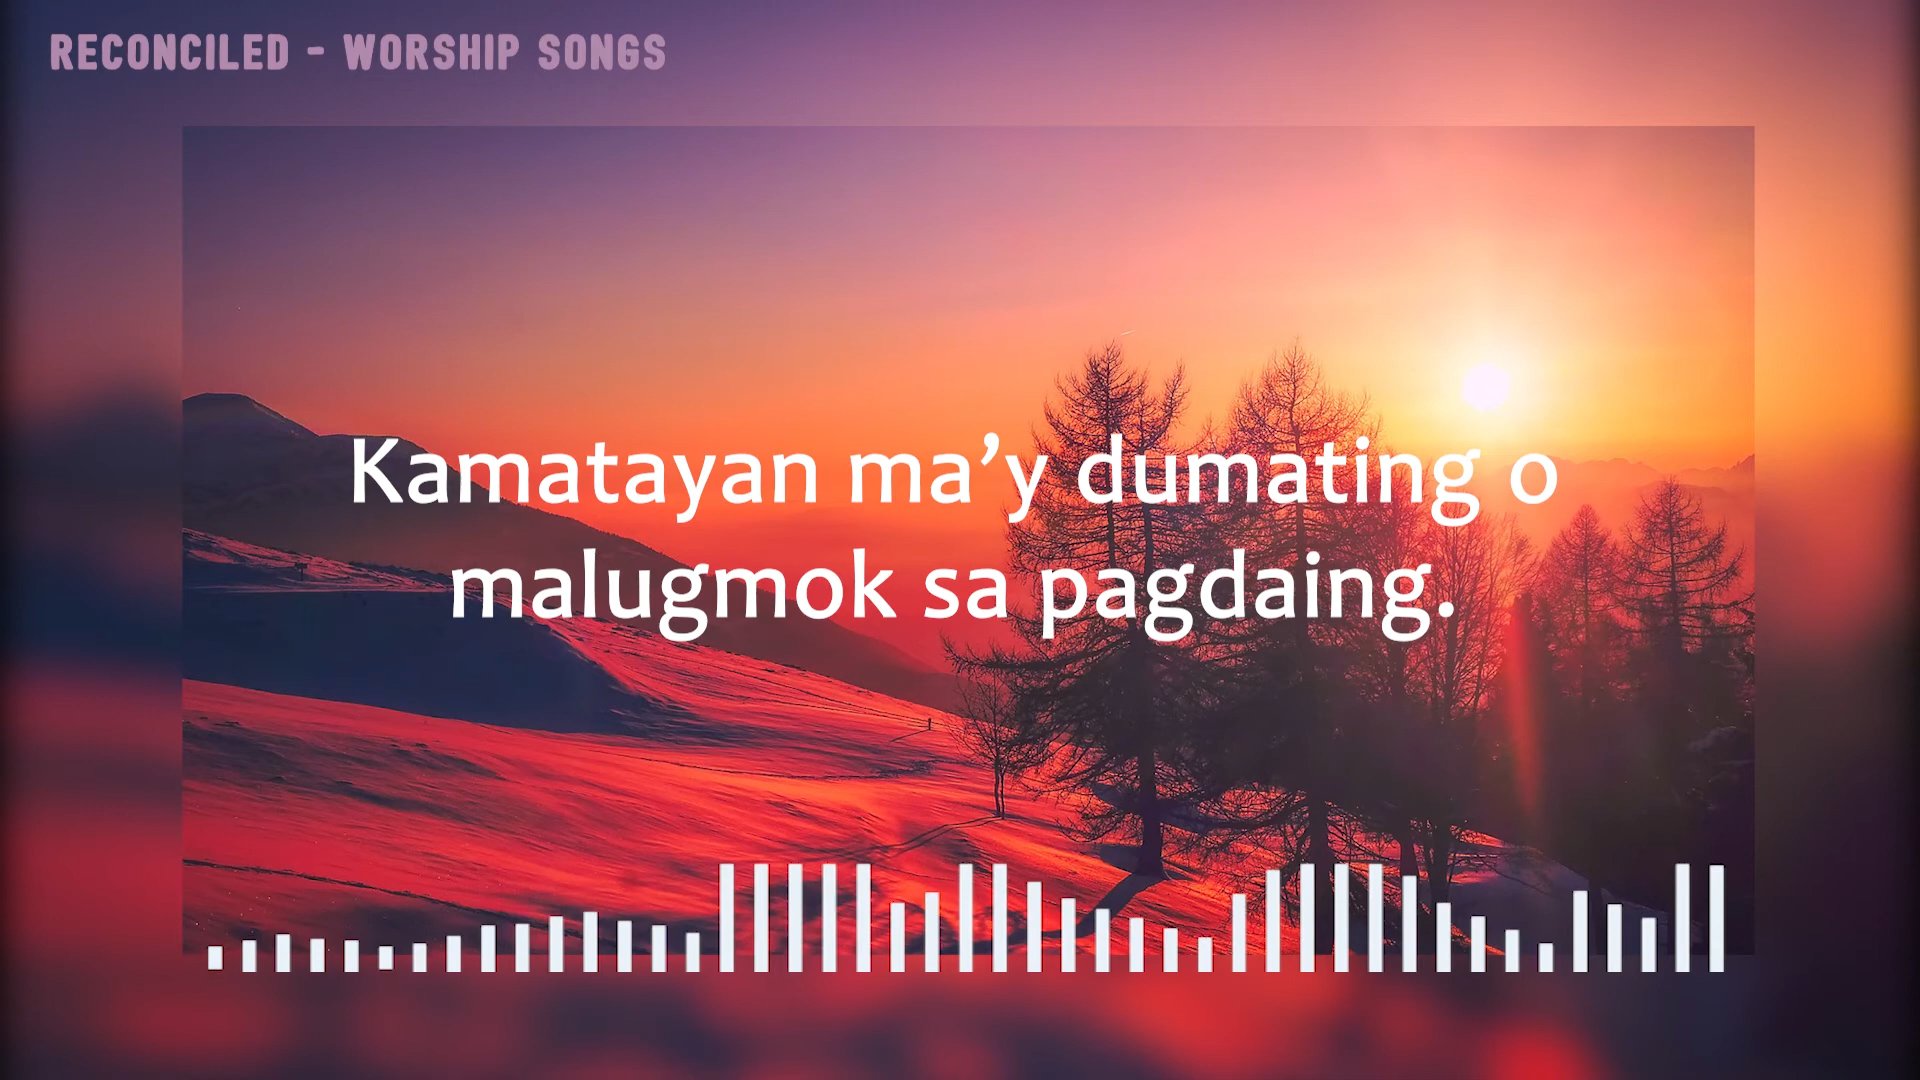 RECONCILED - WORSHIP SONGS
Kamatayan ma’y dumating o
malugmok sa pagdaing.